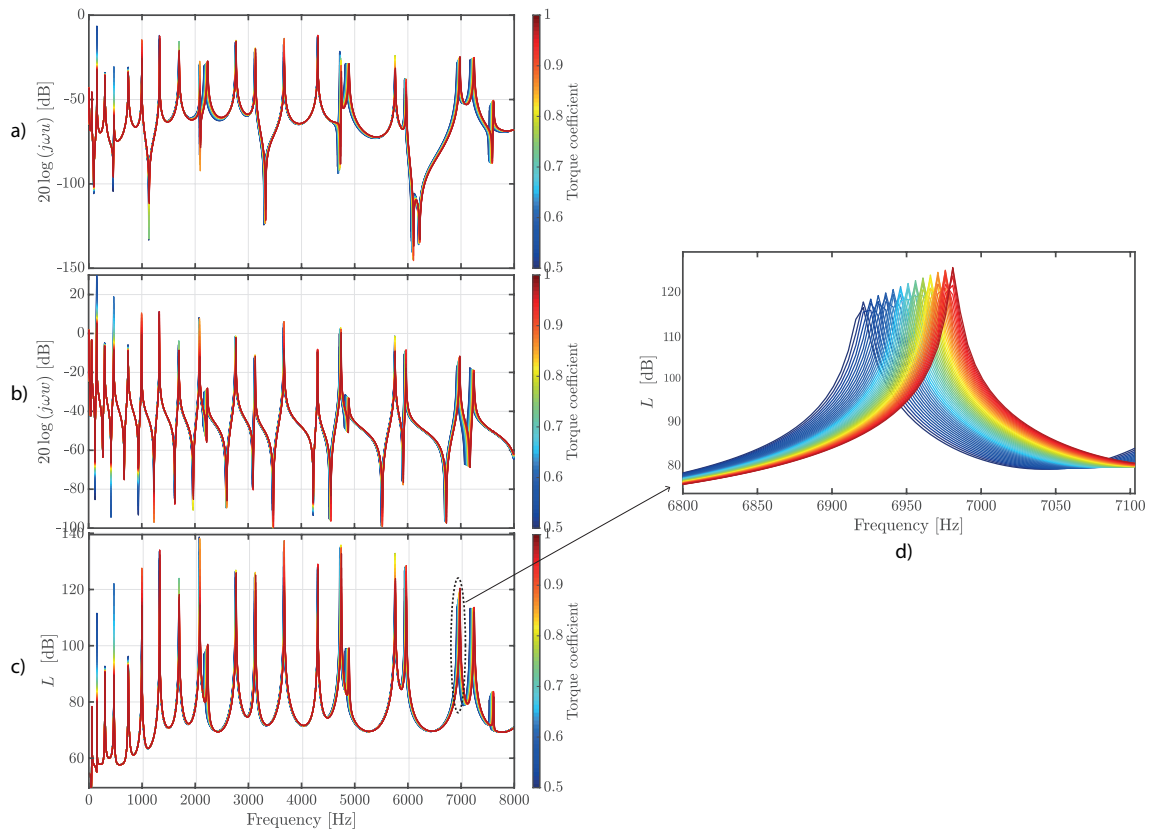 a)
20 log (jωu) [dB]
0
-50
-100
-150
1
0.9
0.8
0.7
0.6
0.5
Torque coefficient
b)
20 log (jωw) [dB]
20
0
-20
-40
-60
-80
-100
1
0.9
0.8
0.7
0.6
0.5
Torque coefficient
c)
L [dB]
140
120
100
80
60
1
0.9
0.8
0.7
0.6
0.5
Torque coefficient
0 1000 2000 3000 4000 5000 6000 7000 8000
Frequency [Hz]
L [dB]
120
110
100
90
80
6800 6850 6900 6950 7000 7050 7100
Frequency [Hz]
d)